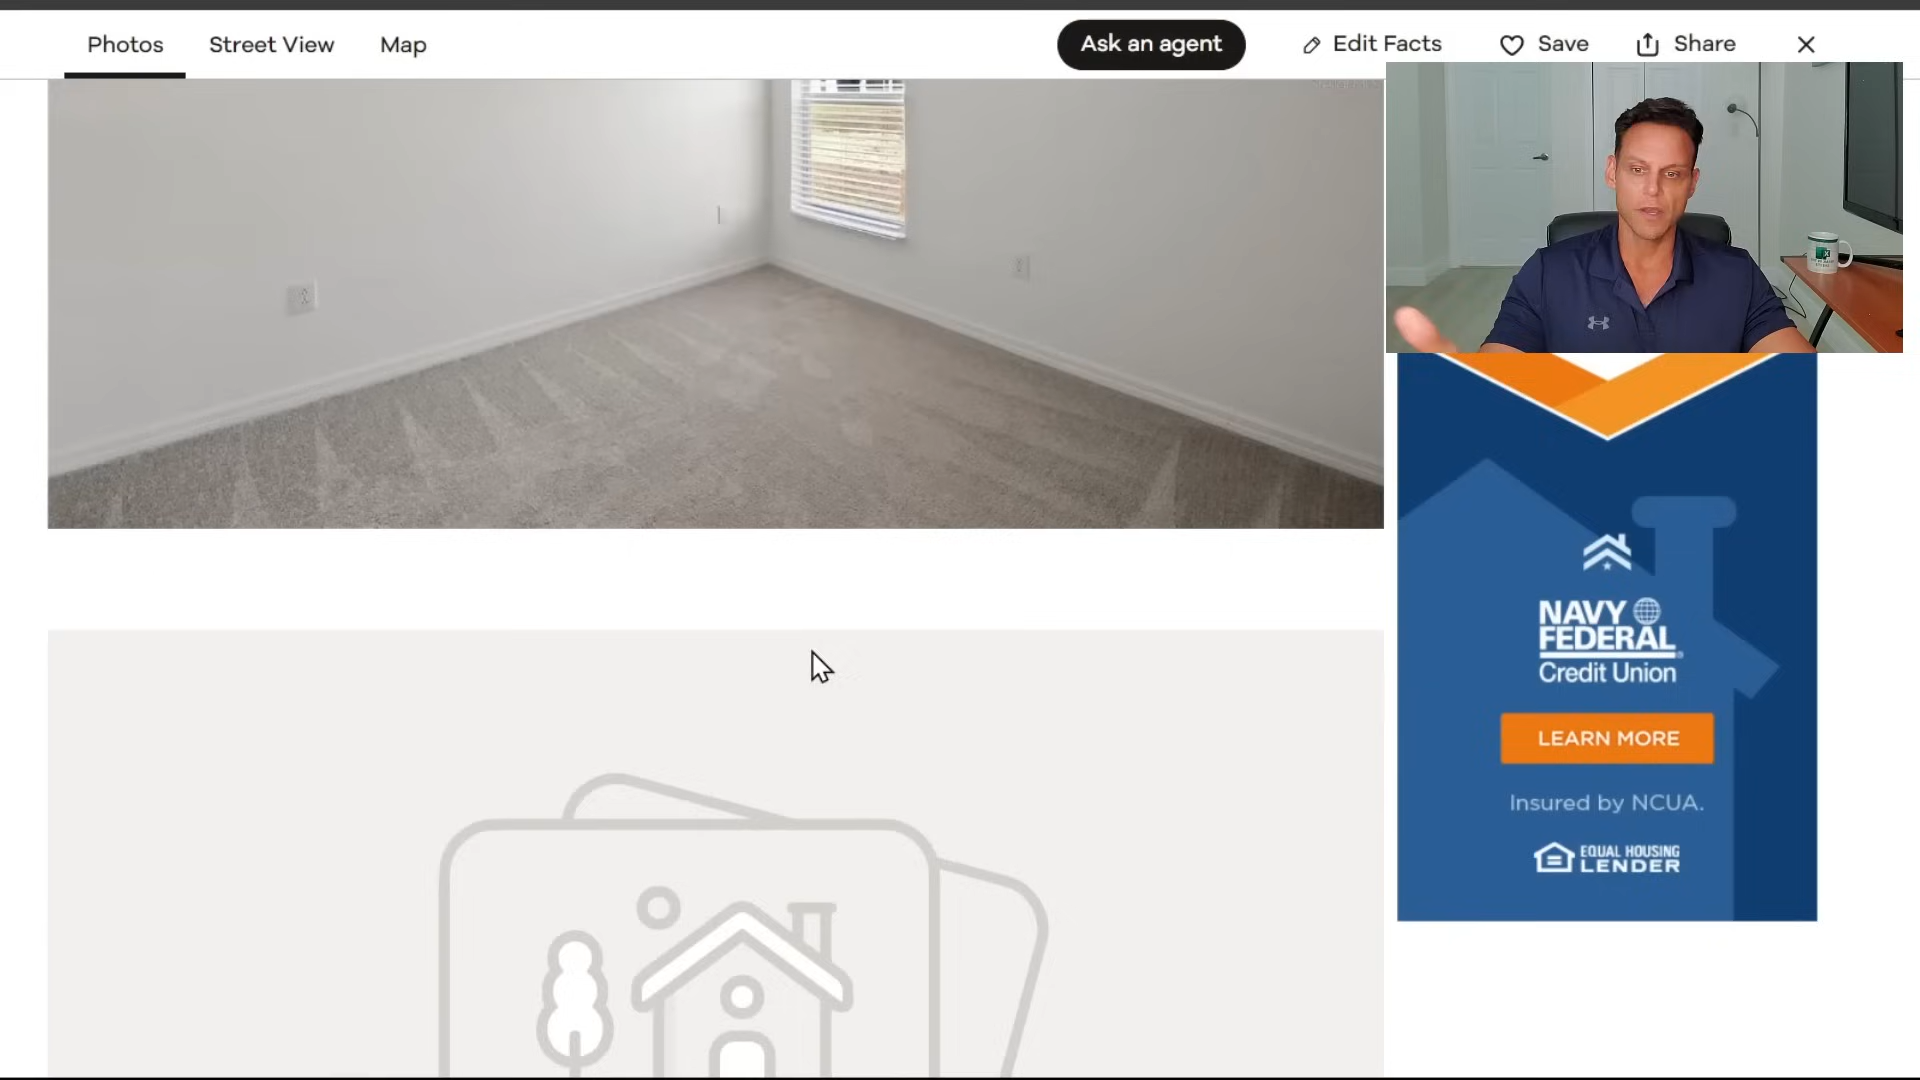 Photos
Street View
Map
Ask an agent
Edit Facts
Save
Share
NAVY
FEDERAL
Credit Union
LEARN MORE
Insured by NCUA.
EQUAL HOUSING
LENDER